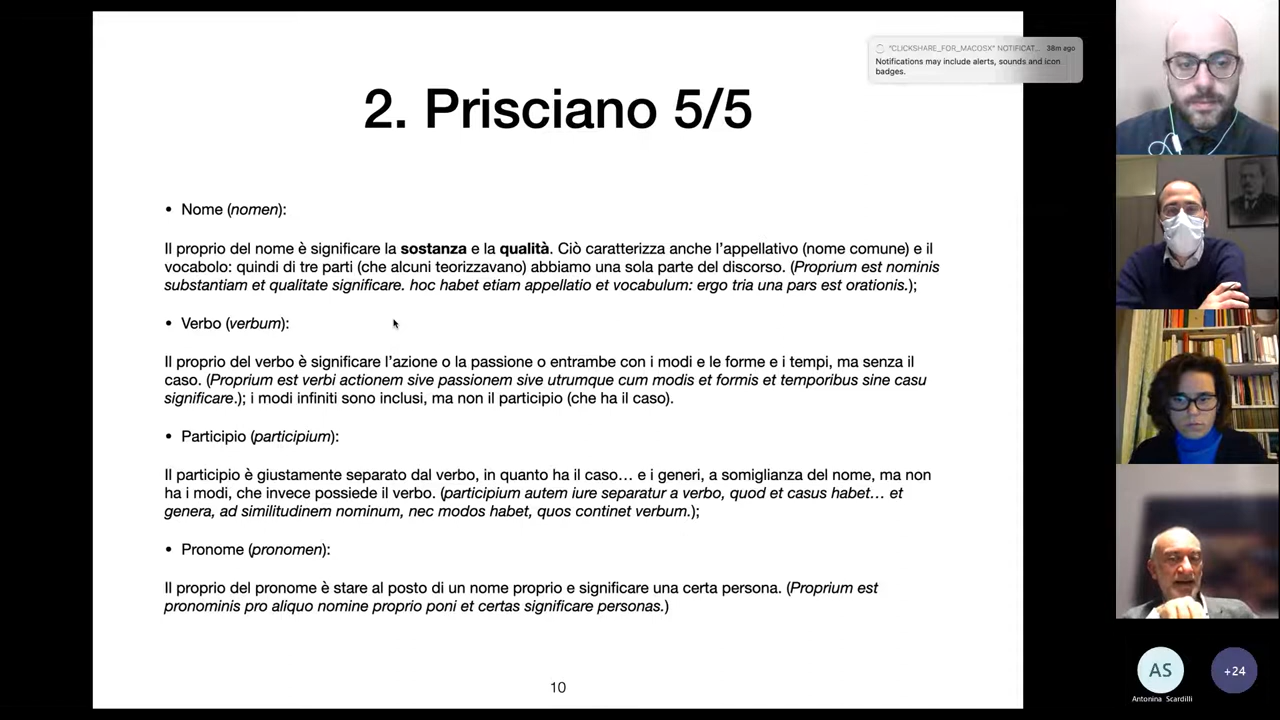 "CLICKSHARE_FOR_MACOSX" NOTIFICAT... 38m ago
Notifications may include alerts, sounds and icon
badges.
2. Prisciano 5/5
• Nome (nomen):
Il proprio del nome è significare la sostanza e la qualità. Ciò caratterizza anche l'appellativo (nome comune) e il
vocabolo: quindi di tre parti (che alcuni teorizzavano) abbiamo una sola parte del discorso. (Proprium est nominis
substantiam et qualitate significare. hoc habet etiam appellatio et vocabulum: ergo tria una pars est orationis.);
• Verbo (verbum):
Il proprio del verbo è significare l'azione o la passione o entrambe con i modi e le forme e i tempi, ma senza il
caso. (Proprium est verbi actionem sive passionem sive utrumque cum modis et formis et temporibus sine casu
significare.); i modi infiniti sono inclusi, ma non il participio (che ha il caso).
• Participio (participium):
Il participio è giustamente separato dal verbo, in quanto ha il caso… e i generi, a somiglianza del nome, ma non
ha i modi, che invece possiede il verbo. (participium autem iure separatur a verbo, quod et casus habet… et
genera, ad similitudinem nominum, nec modos habet, quos continet verbum.);
• Pronome (pronomen):
Il proprio del pronome è stare al posto di un nome proprio e significare una certa persona. (Proprium est
pronominis pro aliquo nomine proprio poni et certas significare personas.)
10
AS
+24
Antonina Scardilli